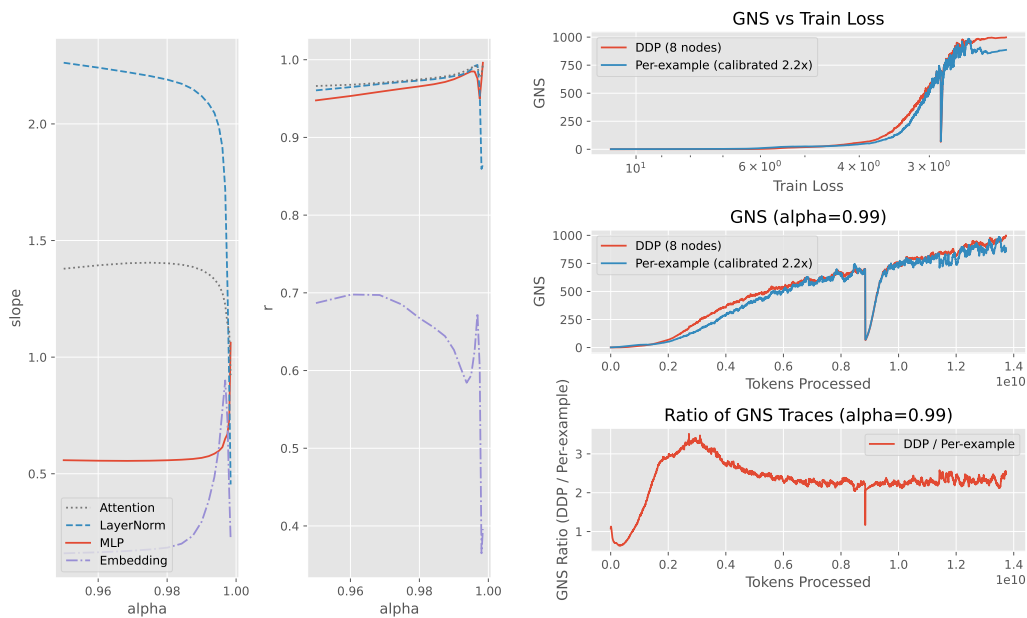 slope
2.0
1.5
1.0
0.5
Attention
LayerNorm
MLP
Embedding
0.96
0.98
1.00
alpha
r
1.0
0.9
0.8
0.7
0.6
0.5
0.4
0.96
0.98
1.00
alpha
GNS vs Train Loss
GNS
1000
750
500
250
0
DDP (8 nodes)
Per-example (calibrated 2.2x)
10¹
6 × 10⁰
4 × 10⁰
3 × 10⁰
Train Loss
GNS (alpha=0.99)
GNS
1000
750
500
250
0
DDP (8 nodes)
Per-example (calibrated 2.2x)
0.0
0.2
0.4
0.6
0.8
1.0
1.2
1.4
1e10
Tokens Processed
Ratio of GNS Traces (alpha=0.99)
GNS Ratio (DDP / Per-example)
3
2
1
DDP / Per-example
0.0
0.2
0.4
0.6
0.8
1.0
1.2
1.4
1e10
Tokens Processed